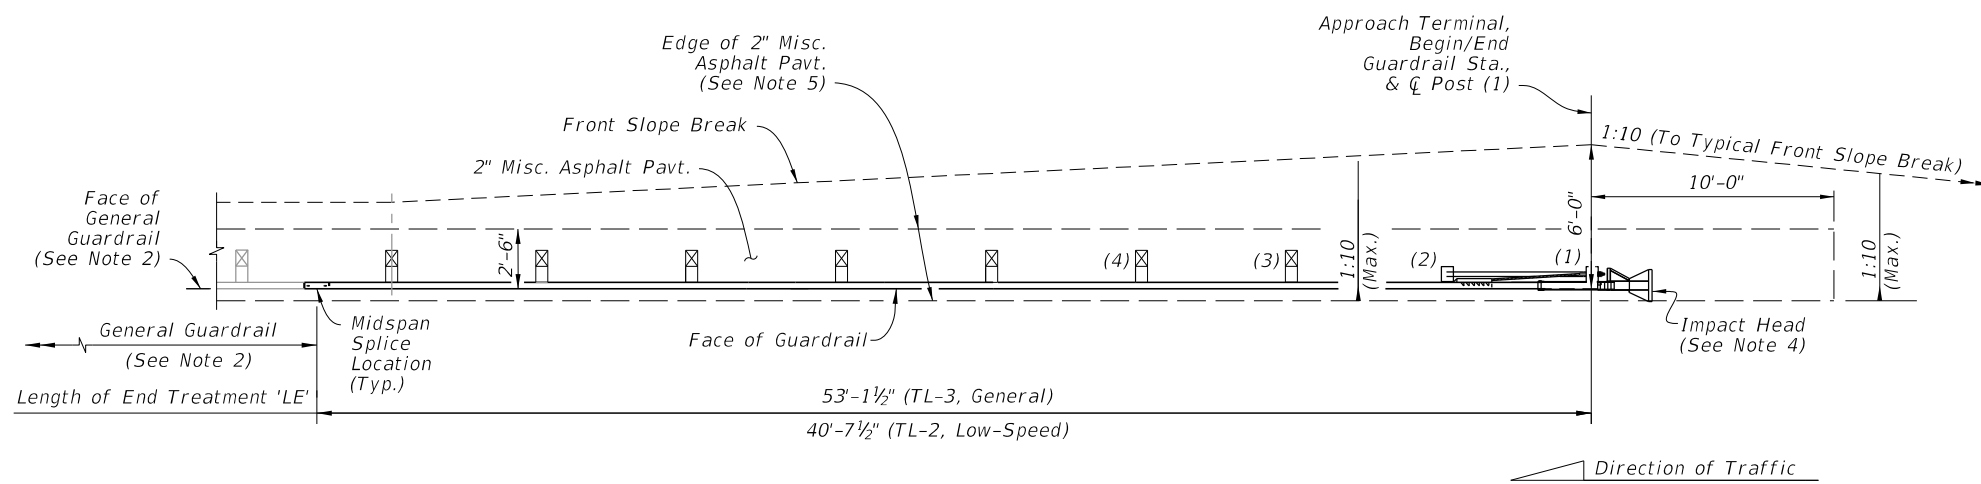 Approach Terminal,
Begin/End
Guardrail Sta.,
& ℄ Post (1)
Edge of 2" Misc.
Asphalt Pavt.
(See Note 5)
Front Slope Break
2" Misc. Asphalt Pavt.
1:10 (To Typical Front Slope Break)
10'-0"
6'-0"
Face of
General
Guardrail
(See Note 2)
2'-6"
(4)
(3)
1:10
(Max.)
(2)
(1)
1:10
(Max.)
General Guardrail
(See Note 2)
Midspan
Splice
Location
(Typ.)
Face of Guardrail
Impact Head
(See Note 4)
Length of End Treatment 'LE'
53'-1½" (TL-3, General)
40'-7½" (TL-2, Low-Speed)
Direction of Traffic